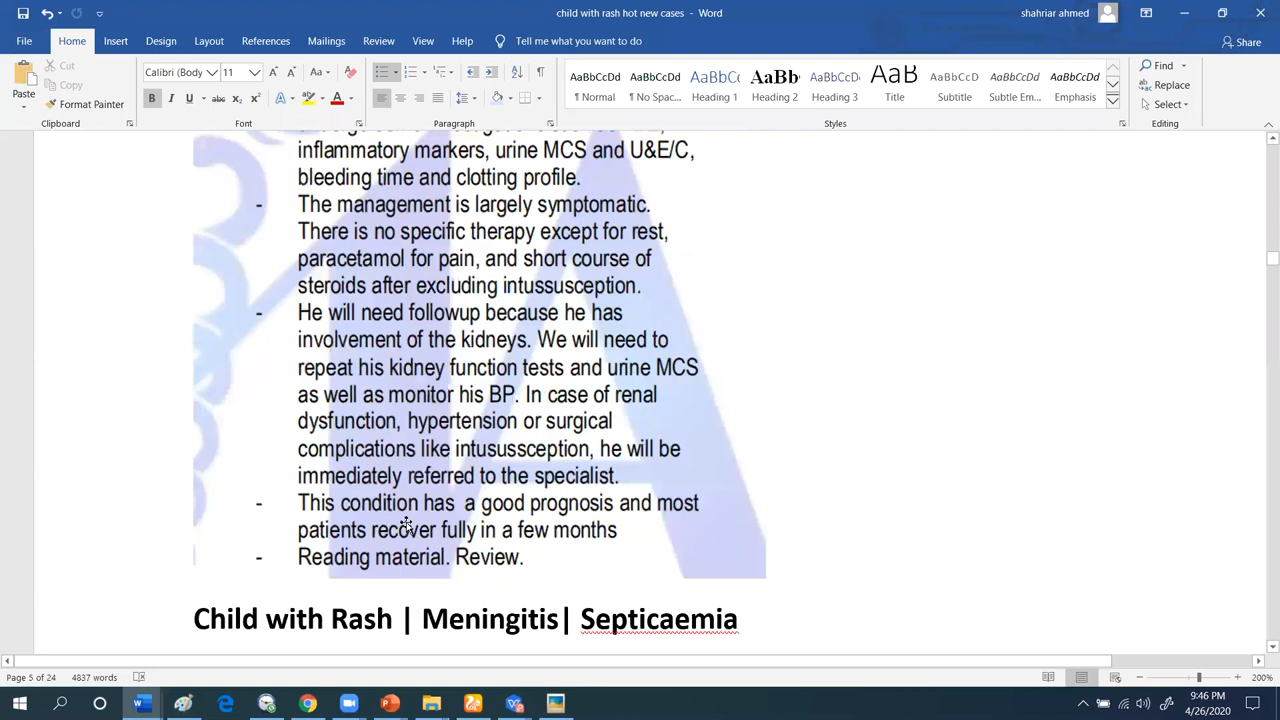 child with rash hot new cases - Word
shahriar ahmed
File Home Insert Design Layout References Mailings Review View Help Tell me what you want to do Share
Paste
Cut
Copy
Format Painter
Clipboard
Calibri (Body 11
Font
Paragraph
AaBbCcDd AaBbCcDd AaBbCc AaBb AaBbCcD AaB AaBbCcD AaBbCcDd AaBbCcDd
¶ Normal ¶ No Spac... Heading 1 Heading 2 Heading 3 Title Subtitle Subtle Em... Emphasis
Styles
Find
Replace
Select
Editing
inflammatory markers, urine MCS and U&E/C,
bleeding time and clotting profile.
- The management is largely symptomatic.
There is no specific therapy except for rest,
paracetamol for pain, and short course of
steroids after excluding intussusception.
- He will need followup because he has
involvement of the kidneys. We will need to
repeat his kidney function tests and urine MCS
as well as monitor his BP. In case of renal
dysfunction, hypertension or surgical
complications like intusussception, he will be
immediately referred to the specialist.
- This condition has a good prognosis and most
patients recover fully in a few months
- Reading material. Review.
Child with Rash | Meningitis| Septicaemia
Page 5 of 24 4837 words 200%
9:46 PM
4/26/2020